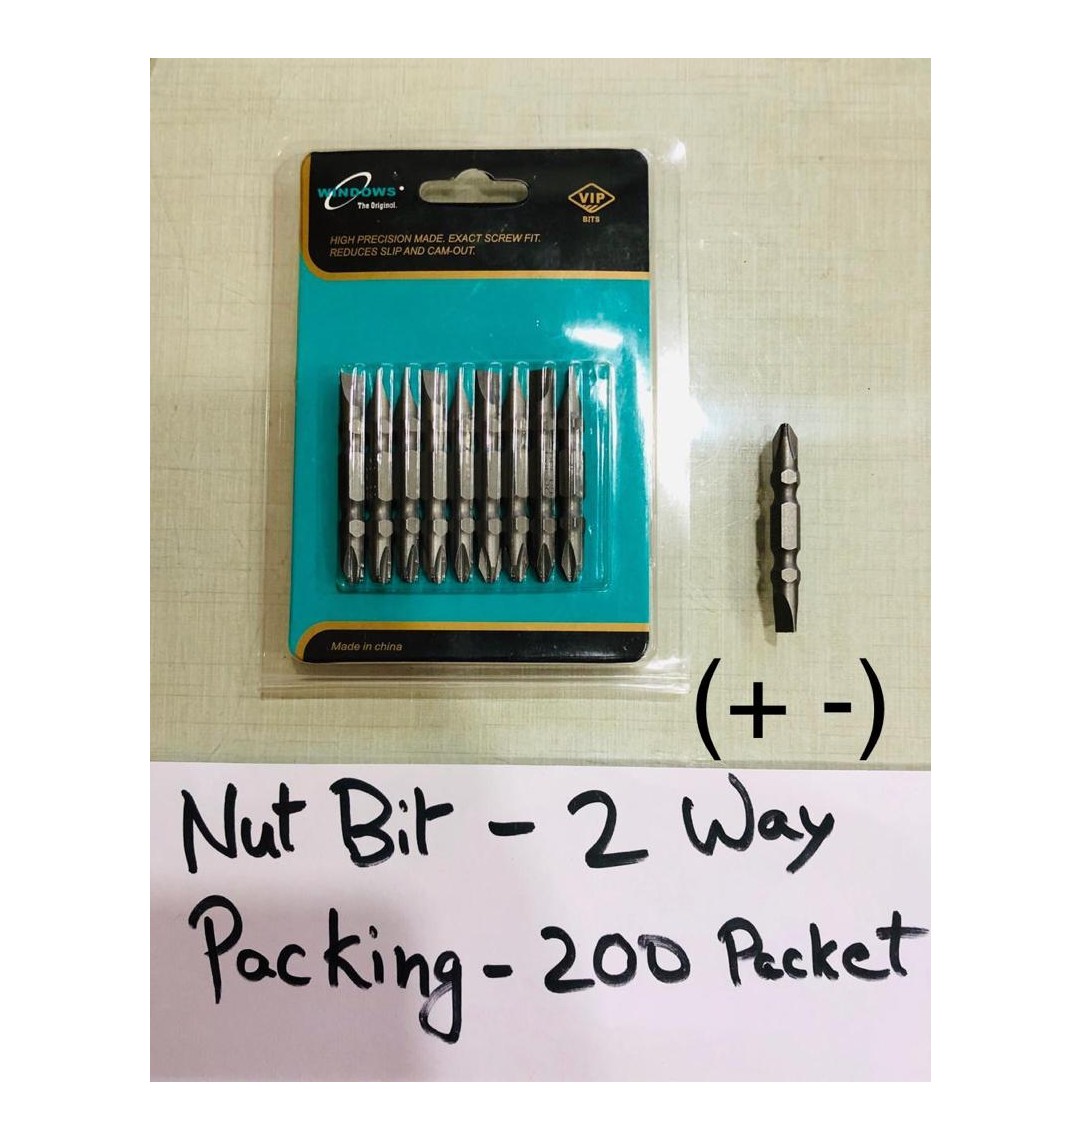 WINDOWS
The Original.
VIP
BITS
HIGH PRECISION MADE. EXACT SCREW FIT.
REDUCES SLIP AND CAM-OUT.
Made in china
(+ -)
Nut Bit - 2 Way
Packing - 200 Packet